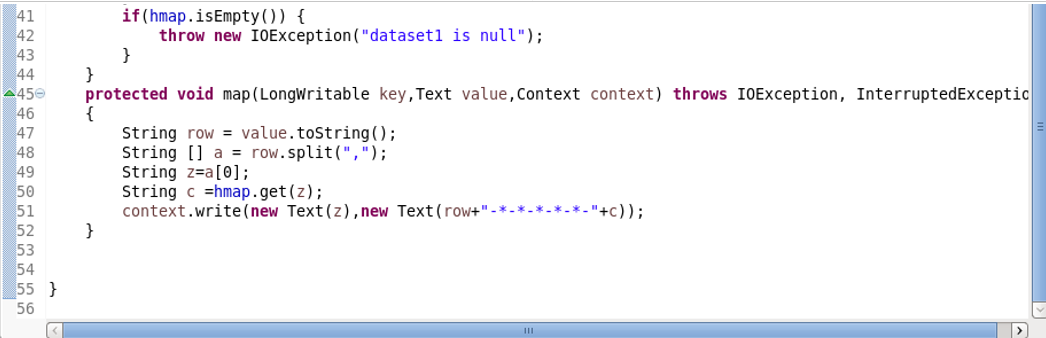 41 if(hmap.isEmpty()) {
42 throw new IOException("dataset1 is null");
43 }
44 }
45 protected void map(LongWritable key,Text value,Context context) throws IOException, InterruptedExceptio
46 {
47 String row = value.toString();
48 String [] a = row.split(",");
49 String z=a[0];
50 String c =hmap.get(z);
51 context.write(new Text(z),new Text(row+"-*-*-*-*-*-"+c));
52 }
53
54
55 }
56